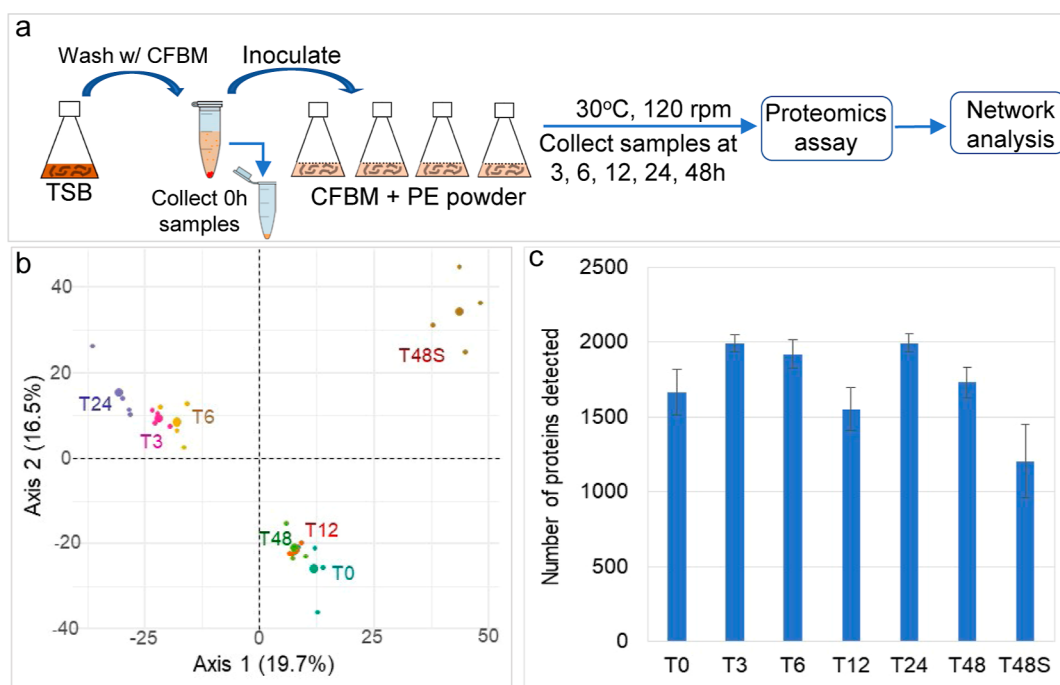 a
Wash w/ CFBM
Inoculate
TSB
Collect 0h
samples
CFBM + PE powder
30°C, 120 rpm
Collect samples at
3, 6, 12, 24, 48h
Proteomics
assay
Network
analysis
b
Axis 2 (16.5%)
40
20
0
-20
-40
T48S
T24
T6
T3
T48
T12
T0
-25
0
25
50
Axis 1 (19.7%)
c
Number of proteins detected
2500
2000
1500
1000
500
0
T0 T3 T6 T12 T24 T48 T48S